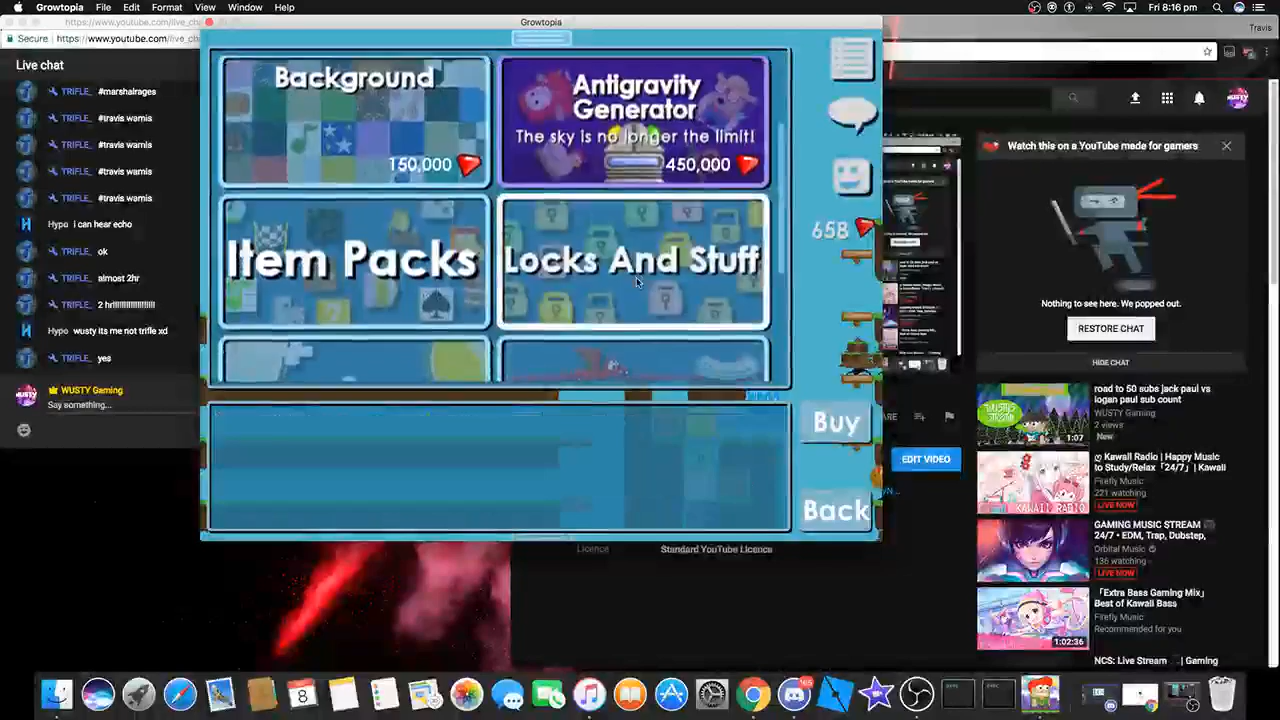 File Edit Format View Window Help
Fri 8:16 pm
https://www.youtube.com/live_ch
Growtopia
Travis
Secure https://www.youtube.com/live_ch
Live chat
TRIFLE_ #marshalrages
TRIFLE_ #travis wamis
TRIFLE_ #travis wamis
TRIFLE_ #travis wamis
TRIFLE_ #travis wamis
Hypo i can hear echo
TRIFLE_ ok
TRIFLE_ almost 2hr
TRIFLE_ 2 hr!!!!!!!!!!!!!!!!!!!!!
Hypo wusty its me not trifle xd
TRIFLE_ yes
WUSTY Gaming
Say something...
Background
150,000
Antigravity
Generator
The sky is no longer the limit!
450,000
Item Packs
Locks And Stuff
658
Buy
Back
Watch this on a YouTube made for gamers
Nothing to see here. We popped out.
RESTORE CHAT
HIDE CHAT
ARE
EDIT VIDEO
Licence Standard YouTube Licence
road to 50 subs jack paul vs
logan paul sub count
WUSTY Gaming
2 views
New
1:07
Kawaii Radio | Happy Music
to Study/Relax「24/7」 | Kawaii
Firefly Music
221 watching
LIVE NOW
GAMING MUSIC STREAM
24/7 • EDM, Trap, Dubstep,
Orbital Music
136 watching
LIVE NOW
「Extra Bass Gaming Mix」
Best of Kawaii Bass
Firefly Music
Recommended for you
1:02:36
NCS: Live Stream | Gaming